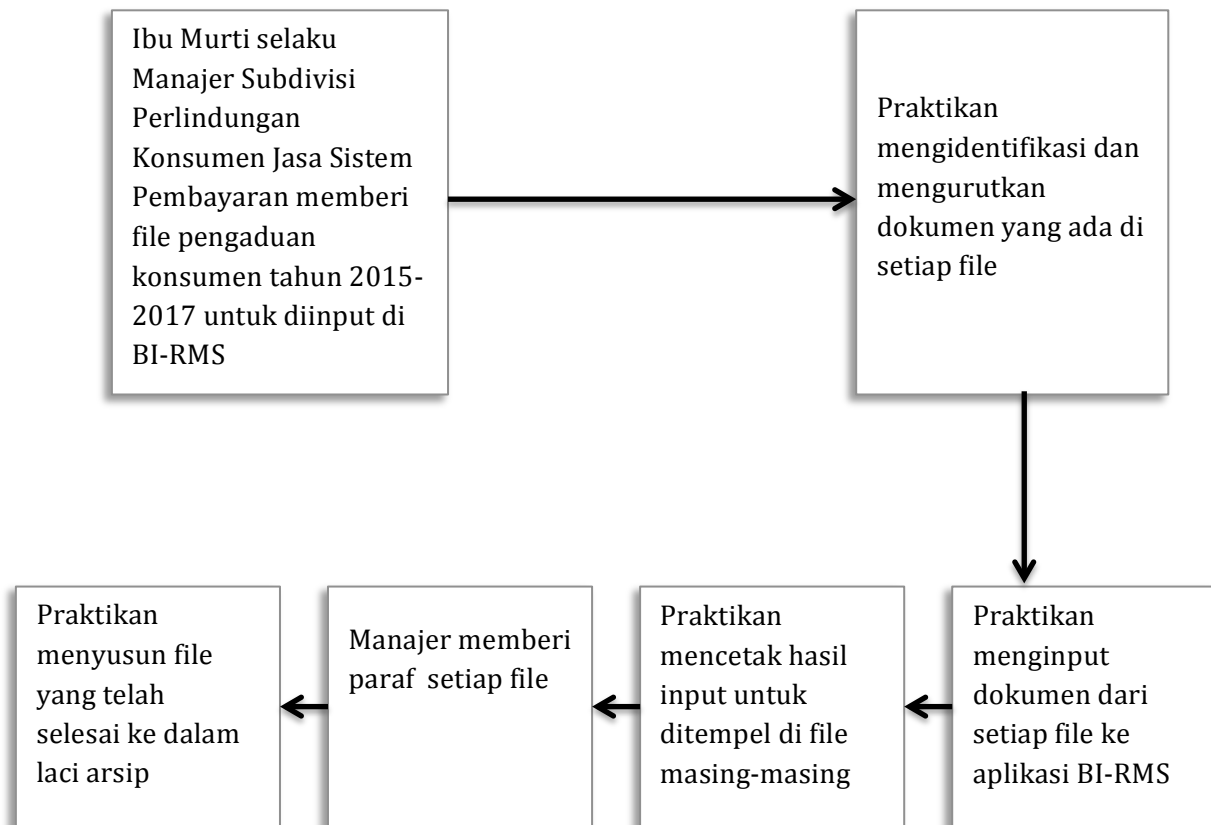 Ibu Murti selaku
Manajer Subdivisi
Perlindungan
Konsumen Jasa Sistem
Pembayaran memberi
file pengaduan
konsumen tahun 2015-
2017 untuk diinput di
BI-RMS
Praktikan
mengidentifikasi dan
mengurutkan
dokumen yang ada di
setiap file
Praktikan
menginput
dokumen dari
setiap file ke
aplikasi BI-RMS
Praktikan
mencetak hasil
input untuk
ditempel di file
masing-masing
Manajer memberi
paraf  setiap file
Praktikan
menyusun file
yang telah
selesai ke dalam
laci arsip